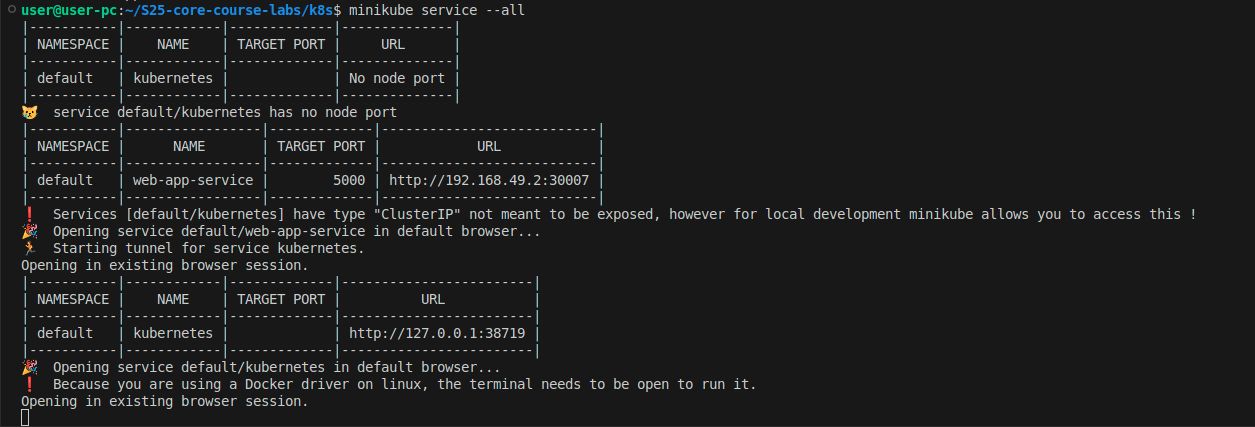 user@user-pc:~/S25-core-course-labs/k8s$ minikube service --all
|-----------|------------|-------------|--------------|
| NAMESPACE |    NAME    | TARGET PORT |     URL      |
|-----------|------------|-------------|--------------|
| default   | kubernetes |             | No node port |
|-----------|------------|-------------|--------------|
😿  service default/kubernetes has no node port
|-----------|-----------------|-------------|---------------------------|
| NAMESPACE |      NAME       | TARGET PORT |            URL            |
|-----------|-----------------|-------------|---------------------------|
| default   | web-app-service |        5000 | http://192.168.49.2:30007 |
|-----------|-----------------|-------------|---------------------------|
❗  Services [default/kubernetes] have type "ClusterIP" not meant to be exposed, however for local development minikube allows you to access this !
🎉  Opening service default/web-app-service in default browser...
🏃  Starting tunnel for service kubernetes.
Opening in existing browser session.
|-----------|------------|-------------|------------------------|
| NAMESPACE |    NAME    | TARGET PORT |          URL           |
|-----------|------------|-------------|------------------------|
| default   | kubernetes |             | http://127.0.0.1:38719 |
|-----------|------------|-------------|------------------------|
🎉  Opening service default/kubernetes in default browser...
❗  Because you are using a Docker driver on linux, the terminal needs to be open to run it.
Opening in existing browser session.